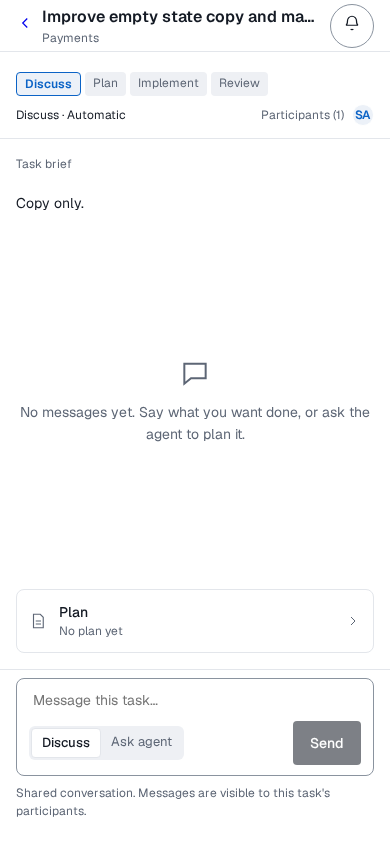 Improve empty state copy and ma...
Payments
Discuss
Plan
Implement
Review
Discuss · Automatic
Participants (1)
SA
Task brief
Copy only.
No messages yet. Say what you want done, or ask the
agent to plan it.
Plan
No plan yet
Message this task...
Discuss
Ask agent
Send
Shared conversation. Messages are visible to this task's
participants.